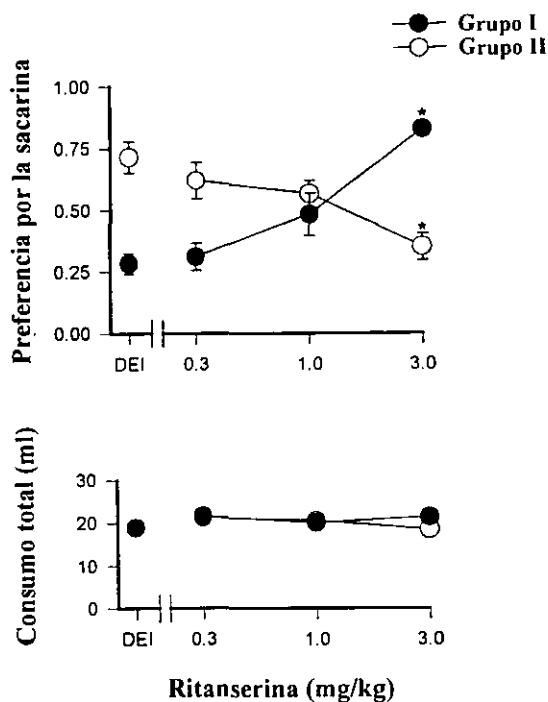 Grupo I
Grupo II
Preferencia por la sacarina
1.00
0.75
0.50
0.25
0.00
DEI 0.3 1.0 3.0
* *
Consumo total (ml)
30
20
10
0
DEI 0.3 1.0 3.0
Ritanserina (mg/kg)